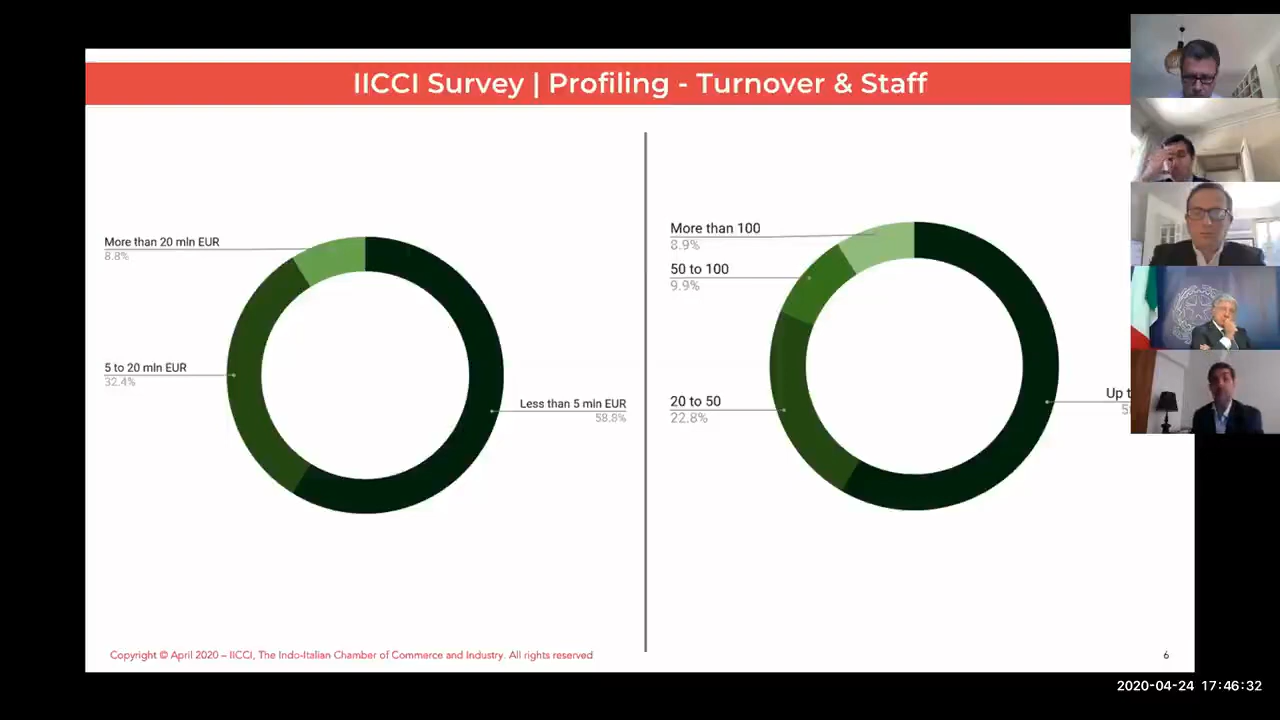 IICCI Survey | Profiling - Turnover & Staff
More than 20 mln EUR
8.8%
5 to 20 mln EUR
32.4%
Less than 5 mln EUR
58.8%
More than 100
8.9%
50 to 100
9.9%
20 to 50
22.8%
Up
Copyright © April 2020 – IICCI, The Indo-Italian Chamber of Commerce and Industry. All rights reserved
6
2020-04-24 17:46:32